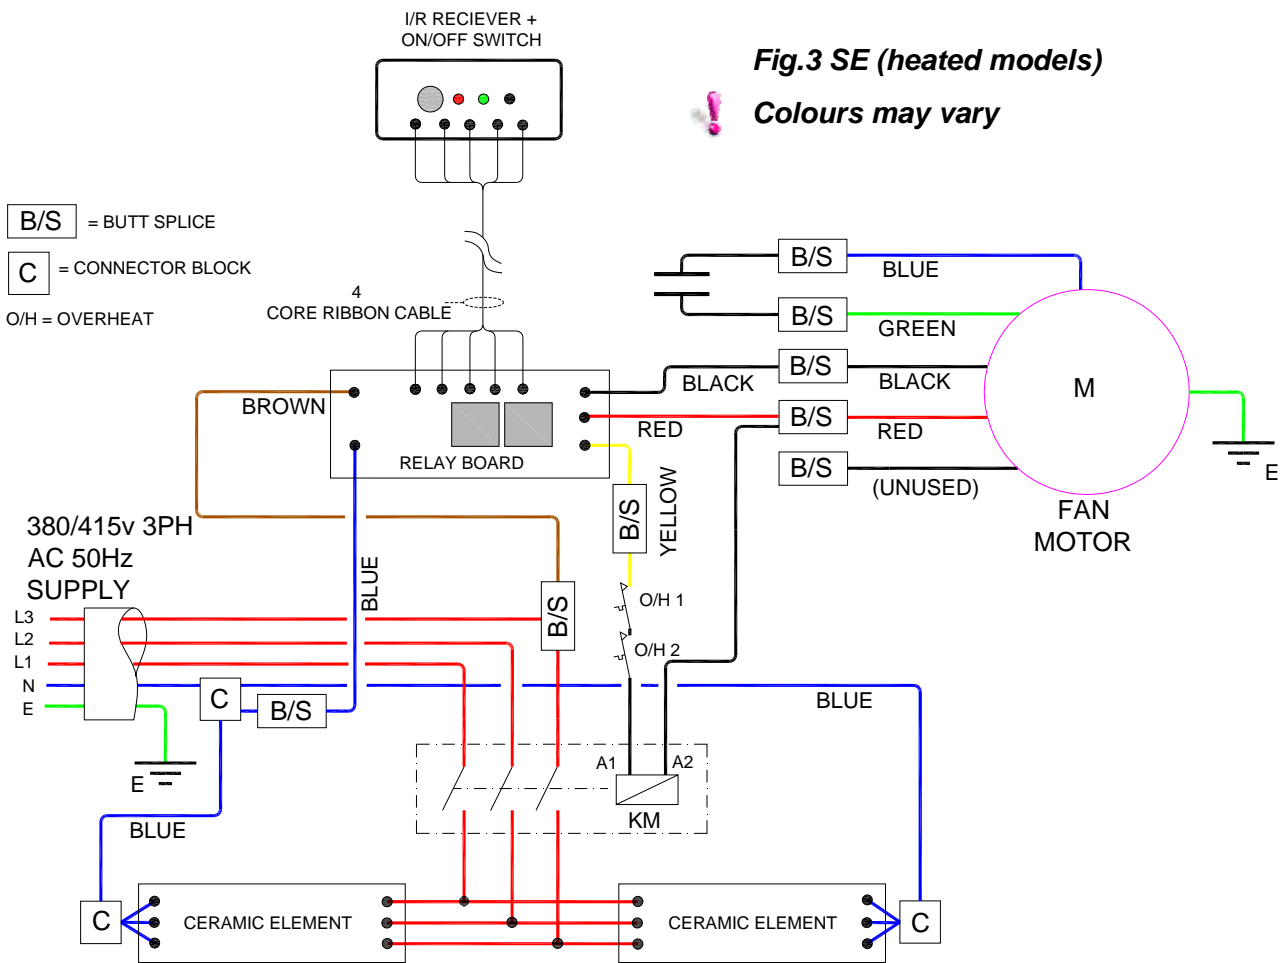 I/R RECIEVER +
ON/OFF SWITCH
Fig.3 SE (heated models)
Colours may vary
B/S = BUTT SPLICE
C = CONNECTOR BLOCK
O/H = OVERHEAT
4
CORE RIBBON CABLE
B/S
BLUE
B/S
GREEN
BROWN
BLACK
B/S
BLACK
M
RED
B/S
RED
RELAY BOARD
B/S
(UNUSED)
E
FAN
MOTOR
B/S
YELLOW
380/415v 3PH
AC 50Hz
SUPPLY
BLUE
B/S
O/H 1
O/H 2
L3
L2
L1
N
E
C
B/S
BLUE
E
A1
A2
KM
BLUE
C
CERAMIC ELEMENT
CERAMIC ELEMENT
C